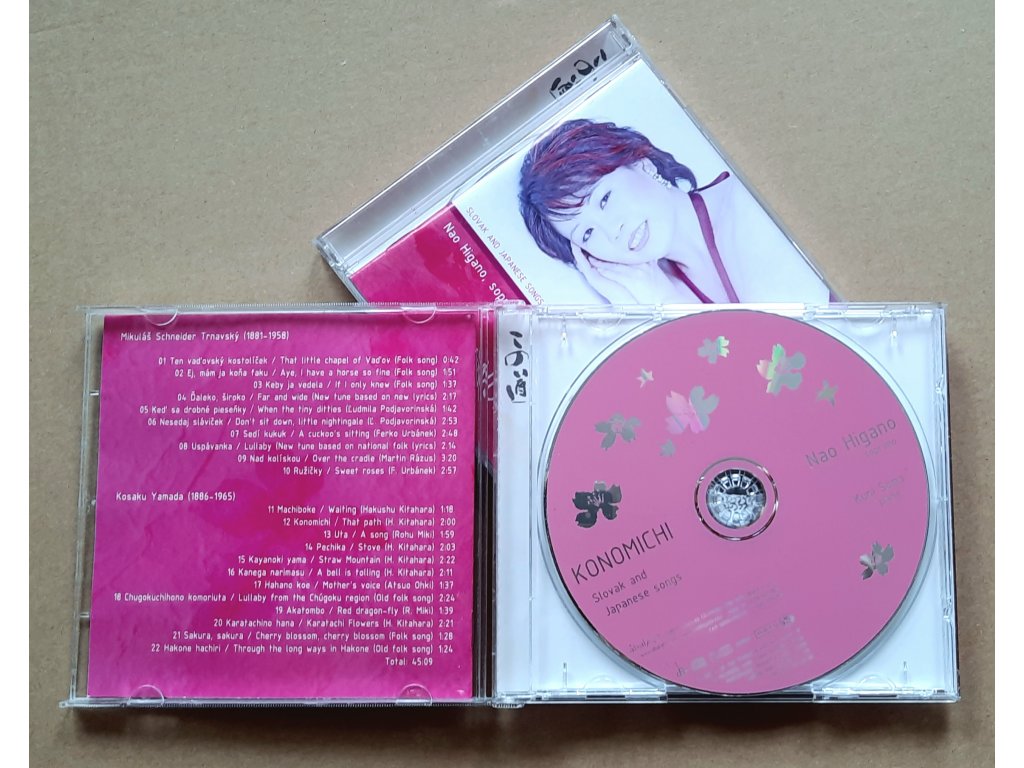 SLOVAK AND JAPANESE SONGS
Nao Higano, sop
Mikuláš Schneider Trnavský (1881-1958)
01 Ten vaďovský kostolíček / That little chapel of Vaďov (Folk song) 0:42
02 Ej, mám ja koňa faku / Aye, I have a horse so fine (Folk song) 1:51
03 Keby ja vedela / If I only knew (Folk song) 1:37
04 Ďaleko, široko / Far and wide (New tune based on new (lyrics) 2:17
05 Keď sa drobné pieseňky / When the tiny ditties (Ľudmila Podjavorinská) 1:42
06 Nesedaj sláviček / Don't sit down, little nightingale (Ľ. Podjavorinská) 2:53
07 Sedí kukuk / A cuckoo's sitting (Ferko Urbánek) 2:48
08 Uspávanka / Lullaby (New tune based on national folk (lyrics) 2:14
09 Nad kolískou / Over the cradle (Martin Rázus) 3:20
10 Ružičky / Sweet roses (F. Urbánek) 2:57
Kosaku Yamada (1886-1965)
11 Machiboke / Waiting (Hakushu Kitahara) 1:18
12 Konomichi / That path (H. Kitahara) 2:00
13 Uta / A song (Rohu Miki) 1:59
14 Pechika / Stove (H. Kitahara) 2:03
15 Kayanoki yama / Straw Mountain (H. Kitahara) 2:22
16 Kanega narimasu / A bell is tolling (H. Kitahara) 2:11
17 Hahano koe / Mother's voice (Atsuo Ohki) 1:37
18 Chugokuchihono komoriuta / Lullaby from the Chúgoku region (Old folk song) 2:24
19 Akatombo / Red dragon-fly (R. Miki) 1:39
20 Karatachino hana / Karatachi Flowers (H. Kitahara) 2:21
21 Sakura, sakura / Cherry blossom, cherry blossom (Folk song) 1:28
22 Hakone hachiri / Through the long ways in Hakone (Old folk song) 1:24
Total: 45:09
Nao Higano
soprano
piano
KONOMICHI
Slovak and
Japanese songs